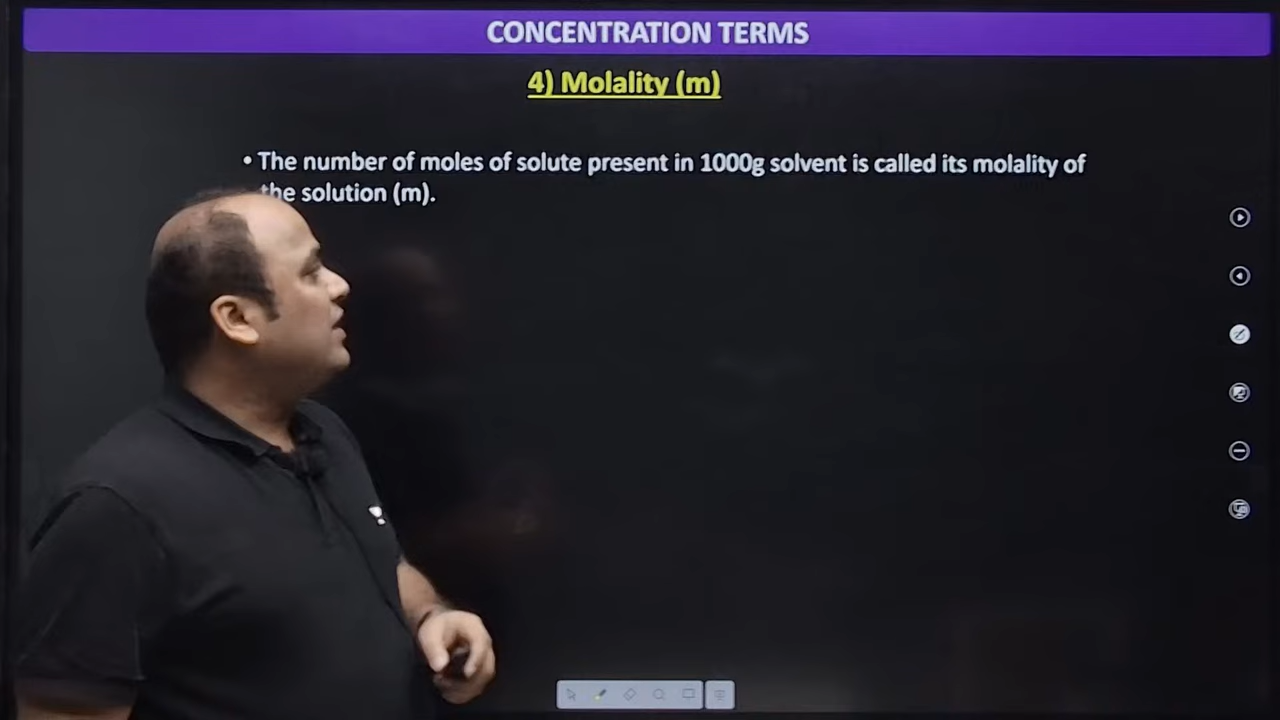 CONCENTRATION TERMS
4) Molality (m)
• The number of moles of solute present in 1000g solvent is called its molality of
the solution (m).